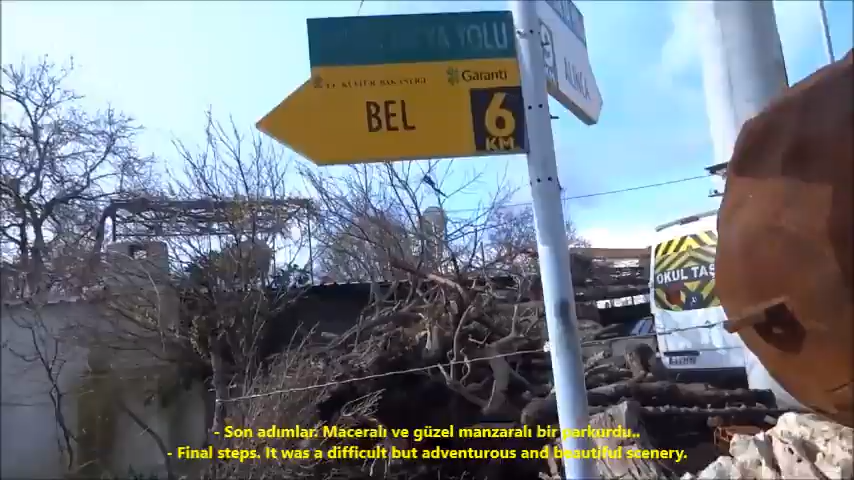 YOLU
T.C. KÜLTÜR BAKANLIĞI
Garanti
BEL
6
KM
ALINCA
OKUL TAŞ
- Son adımlar. Maceralı ve güzel manzaralı bir parkurdu..
- Final steps. It was a difficult but adventurous and beautiful scenery.